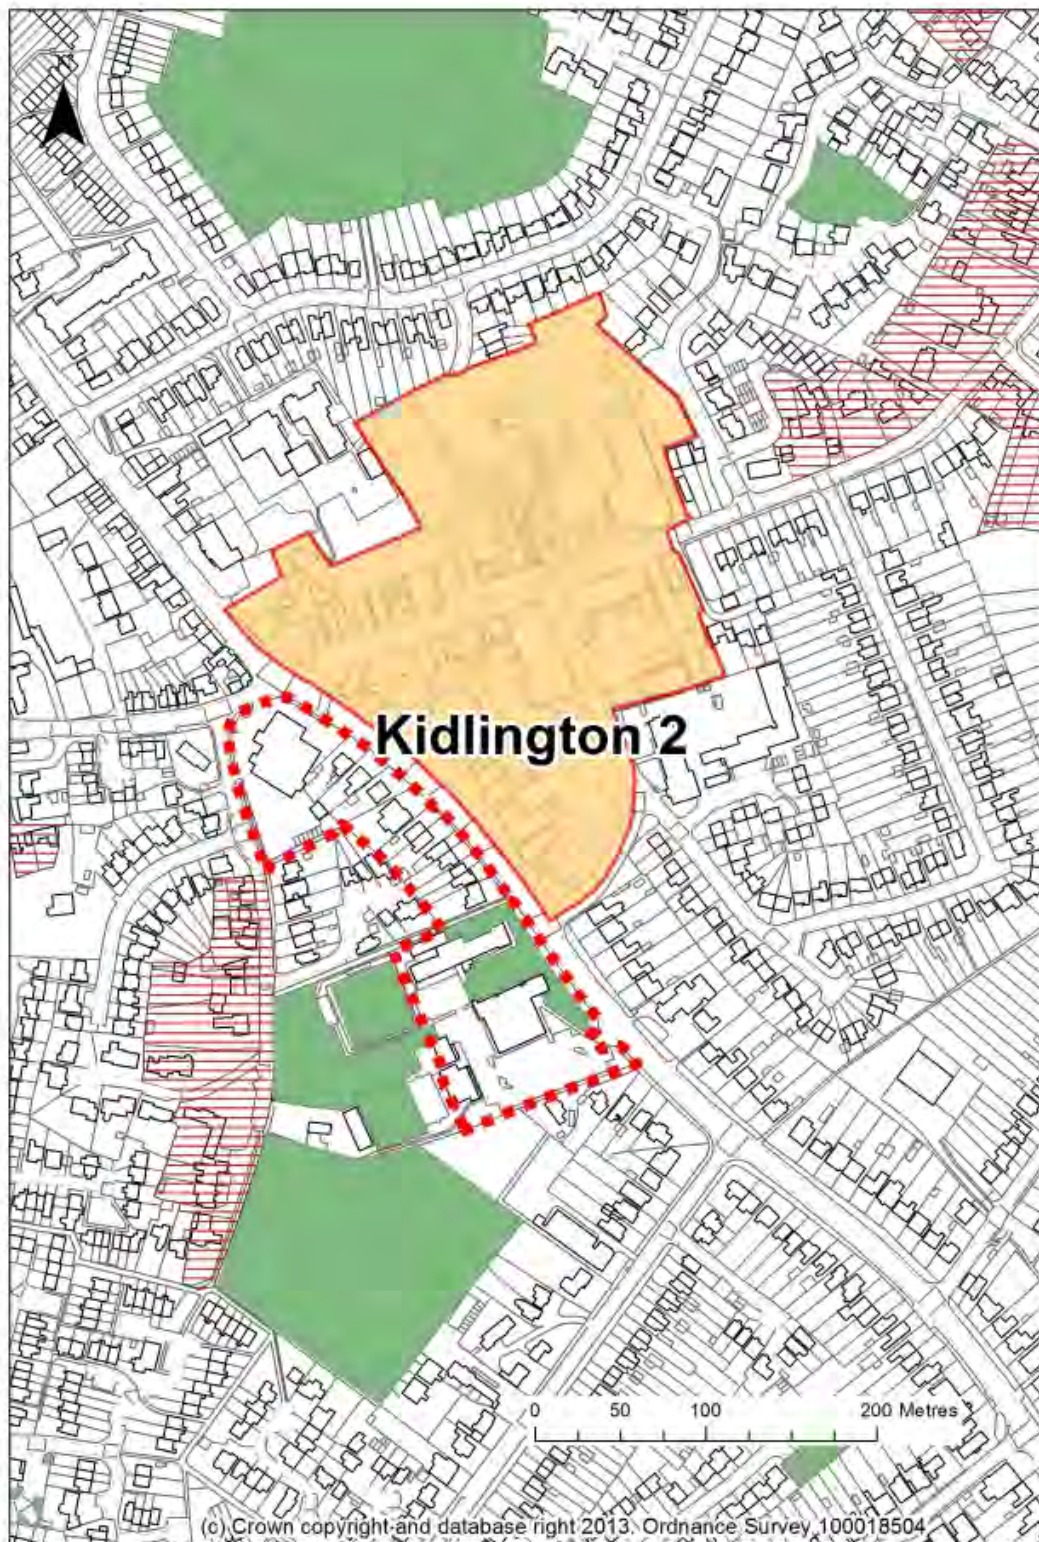 Kidlington 2
0 50 100 200 Metres
(c) Crown copyright and database right 2013. Ordnance Survey 100018504